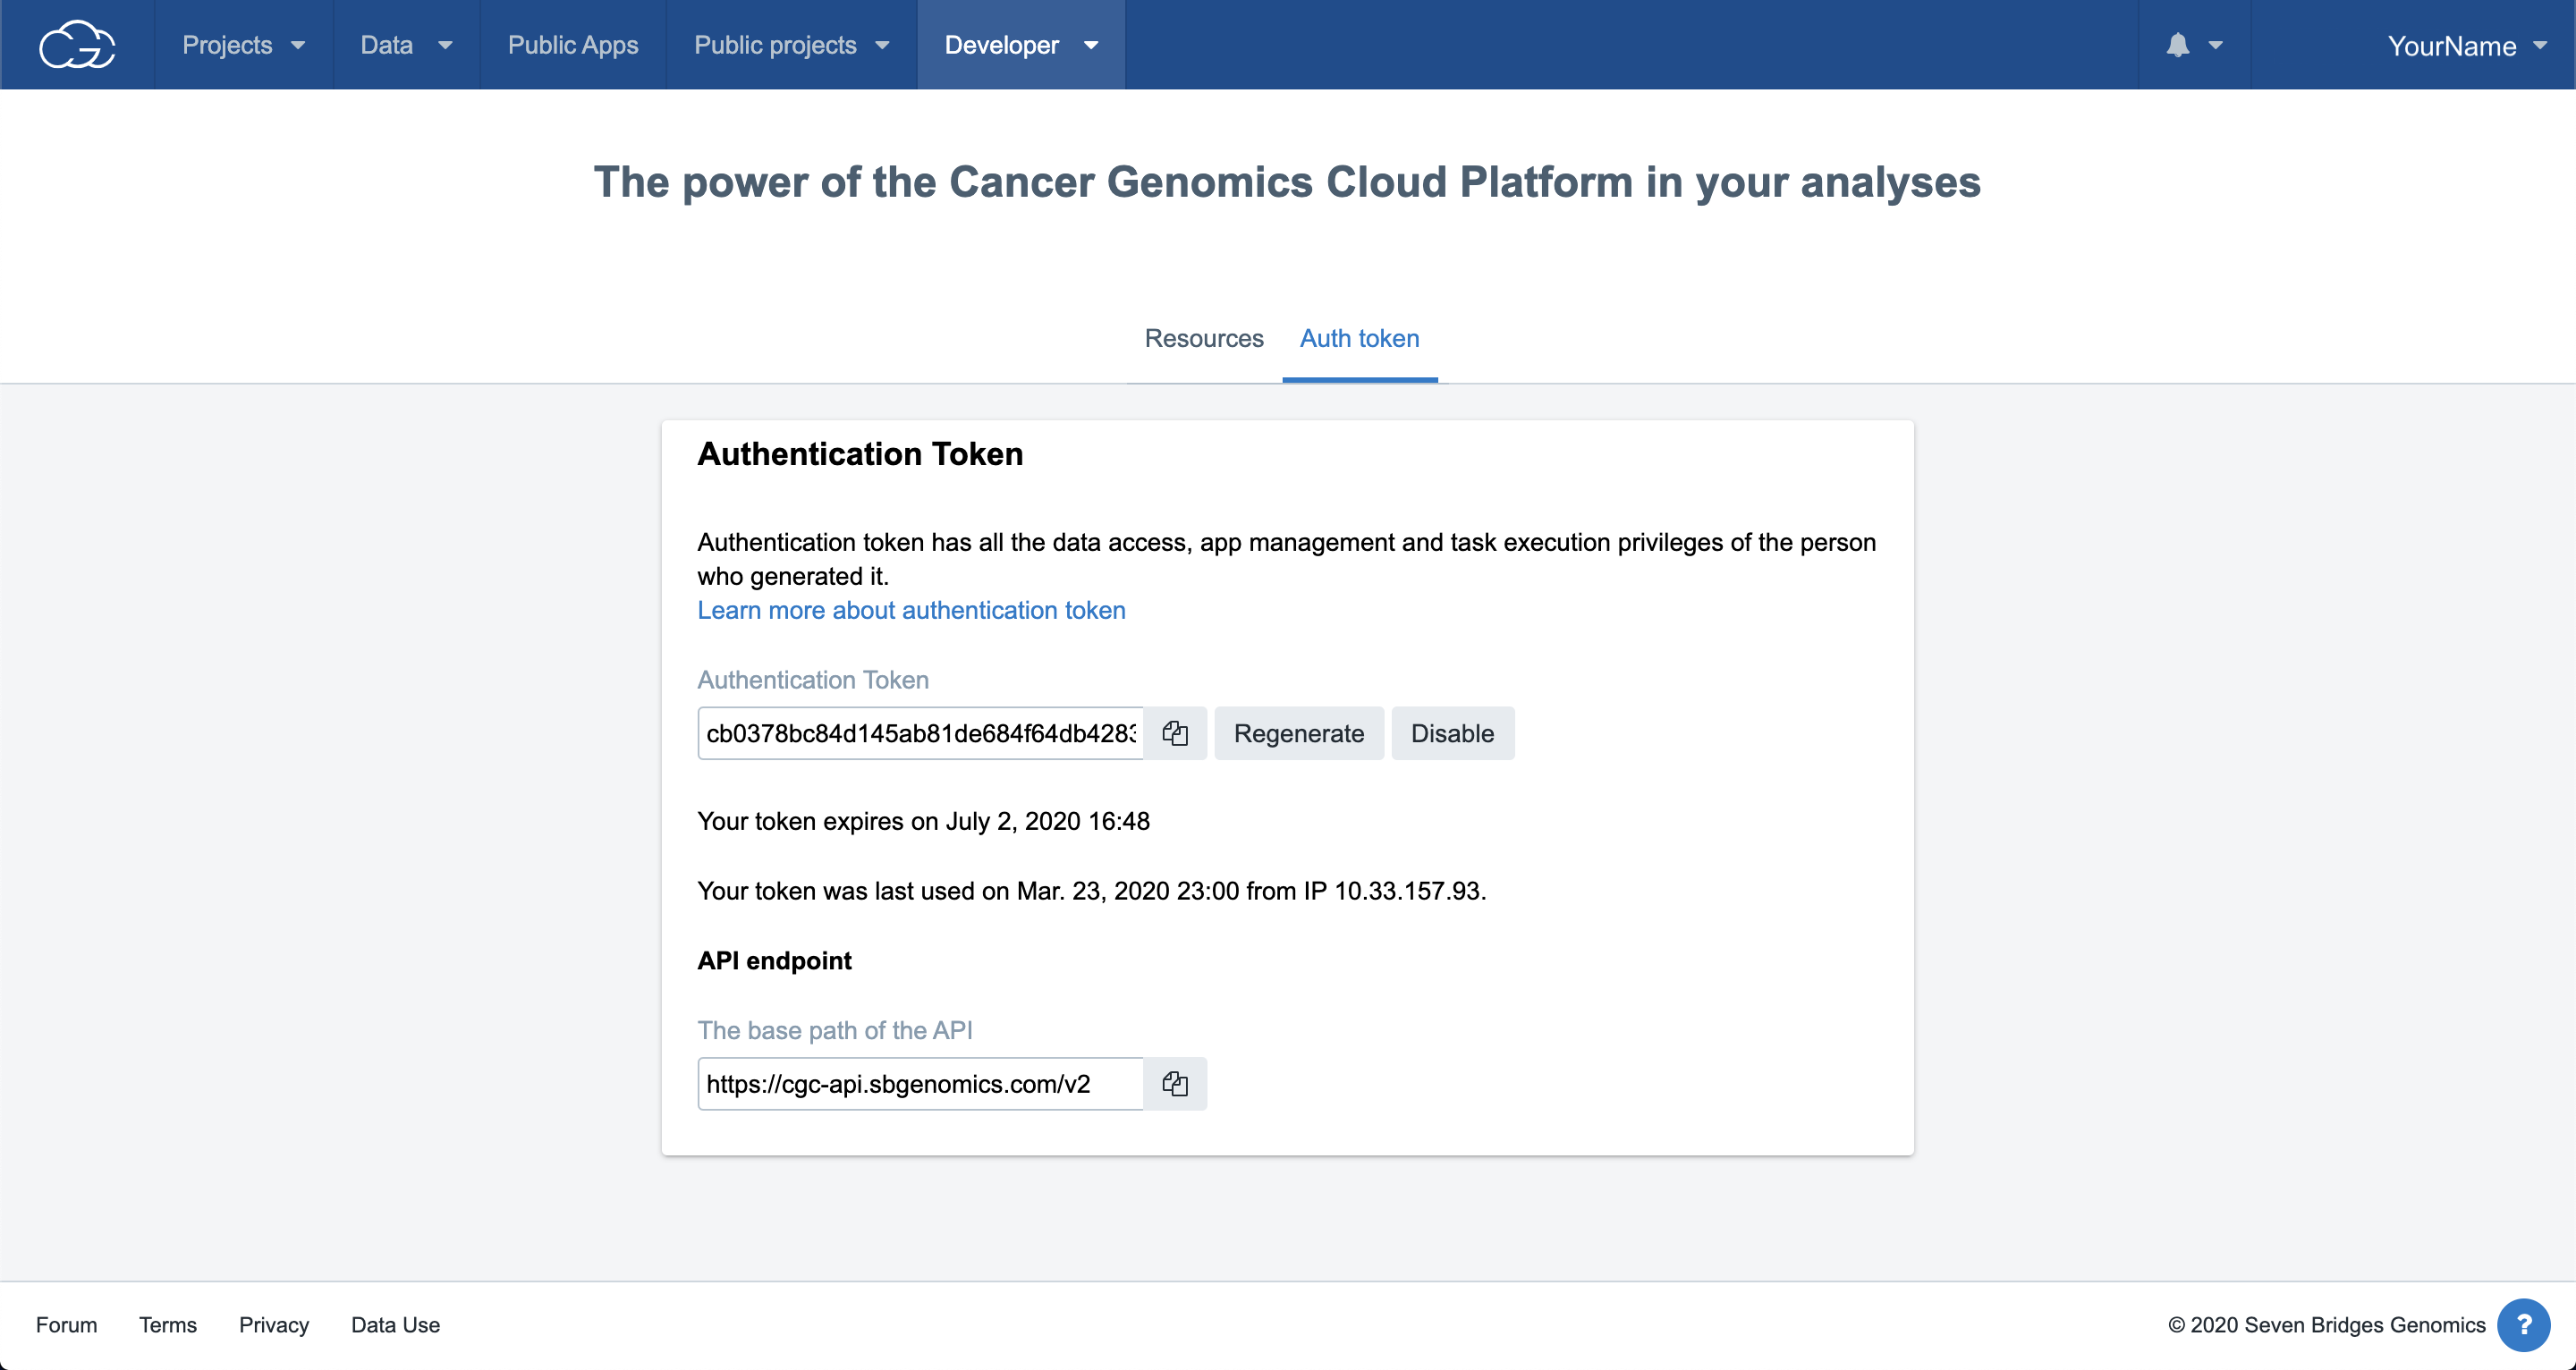 Projects Data Public Apps Public projects Developer YourName
The power of the Cancer Genomics Cloud Platform in your analyses
Resources Auth token
Authentication Token
Authentication token has all the data access, app management and task execution privileges of the person
who generated it.
Learn more about authentication token
Authentication Token
cb0378bc84d145ab81de684f64db4283 Regenerate Disable
Your token expires on July 2, 2020 16:48
Your token was last used on Mar. 23, 2020 23:00 from IP 10.33.157.93.
API endpoint
The base path of the API
https://cgc-api.sbgenomics.com/v2
Forum Terms Privacy Data Use © 2020 Seven Bridges Genomics ?